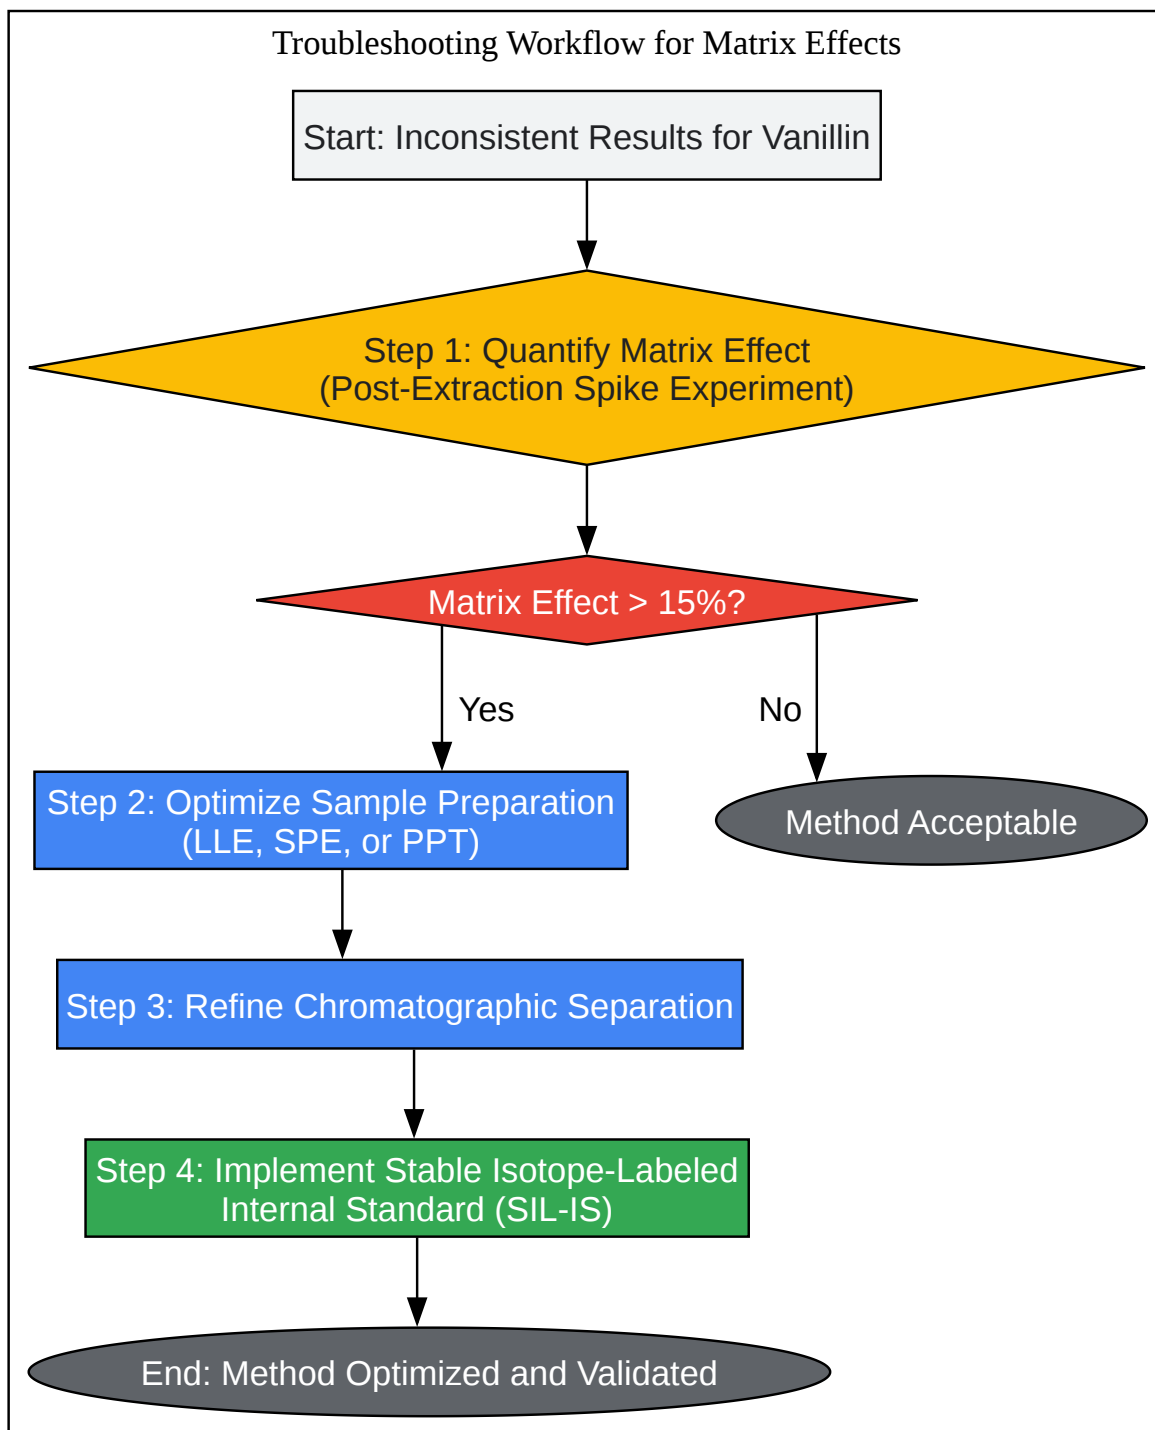 Troubleshooting Workflow for Matrix Effects
Start: Inconsistent Results for Vanillin
Step 1: Quantify Matrix Effect
(Post-Extraction Spike Experiment)
Matrix Effect > 15%?
Yes
No
Step 2: Optimize Sample Preparation
(LLE, SPE, or PPT)
Method Acceptable
Step 3: Refine Chromatographic Separation
Step 4: Implement Stable Isotope-Labeled
Internal Standard (SIL-IS)
End: Method Optimized and Validated